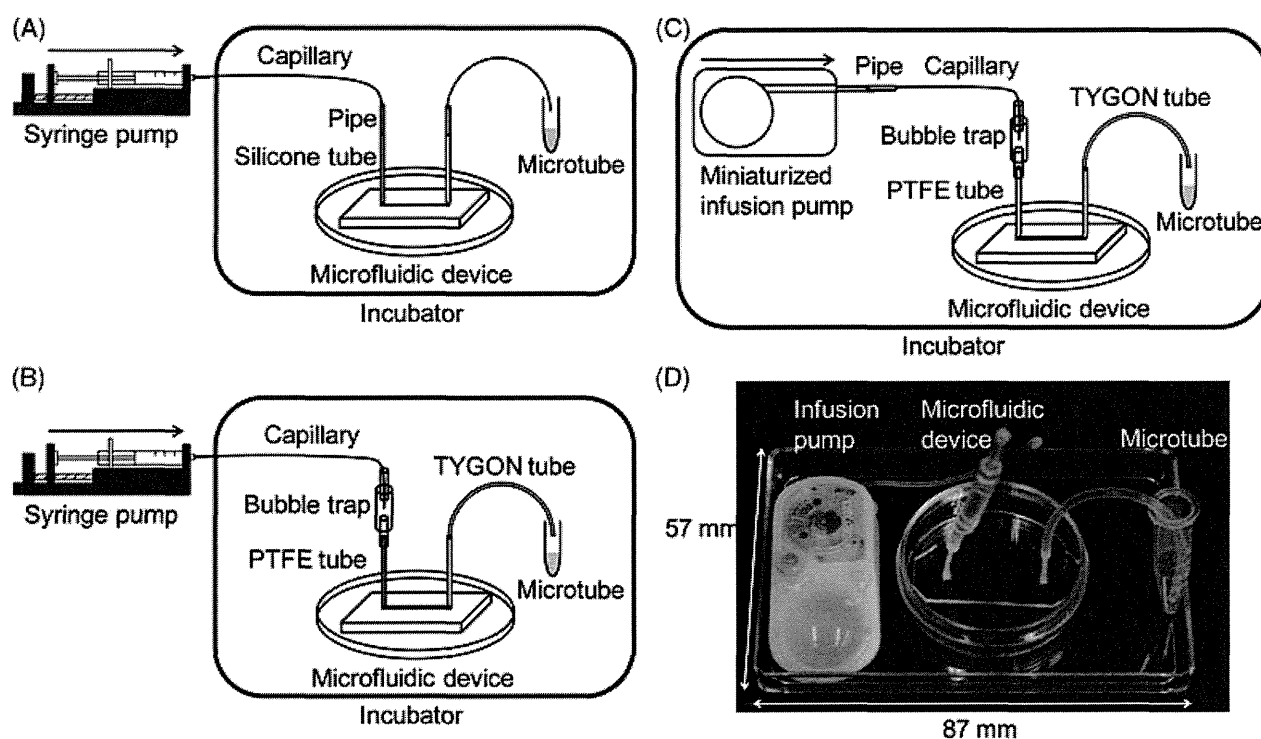 (A)
Capillary
Syringe pump
Pipe
Silicone tube
Microtube
Microfluidic device
Incubator
(B)
Capillary
Syringe pump
Bubble trap
PTFE tube
TYGON tube
Microtube
Microfluidic device
Incubator
(C)
Pipe
Capillary
TYGON tube
Bubble trap
Miniaturized
infusion pump
PTFE tube
Microtube
Microfluidic device
Incubator
(D)
Infusion
pump
Microfluidic
device
Microtube
57 mm
87 mm